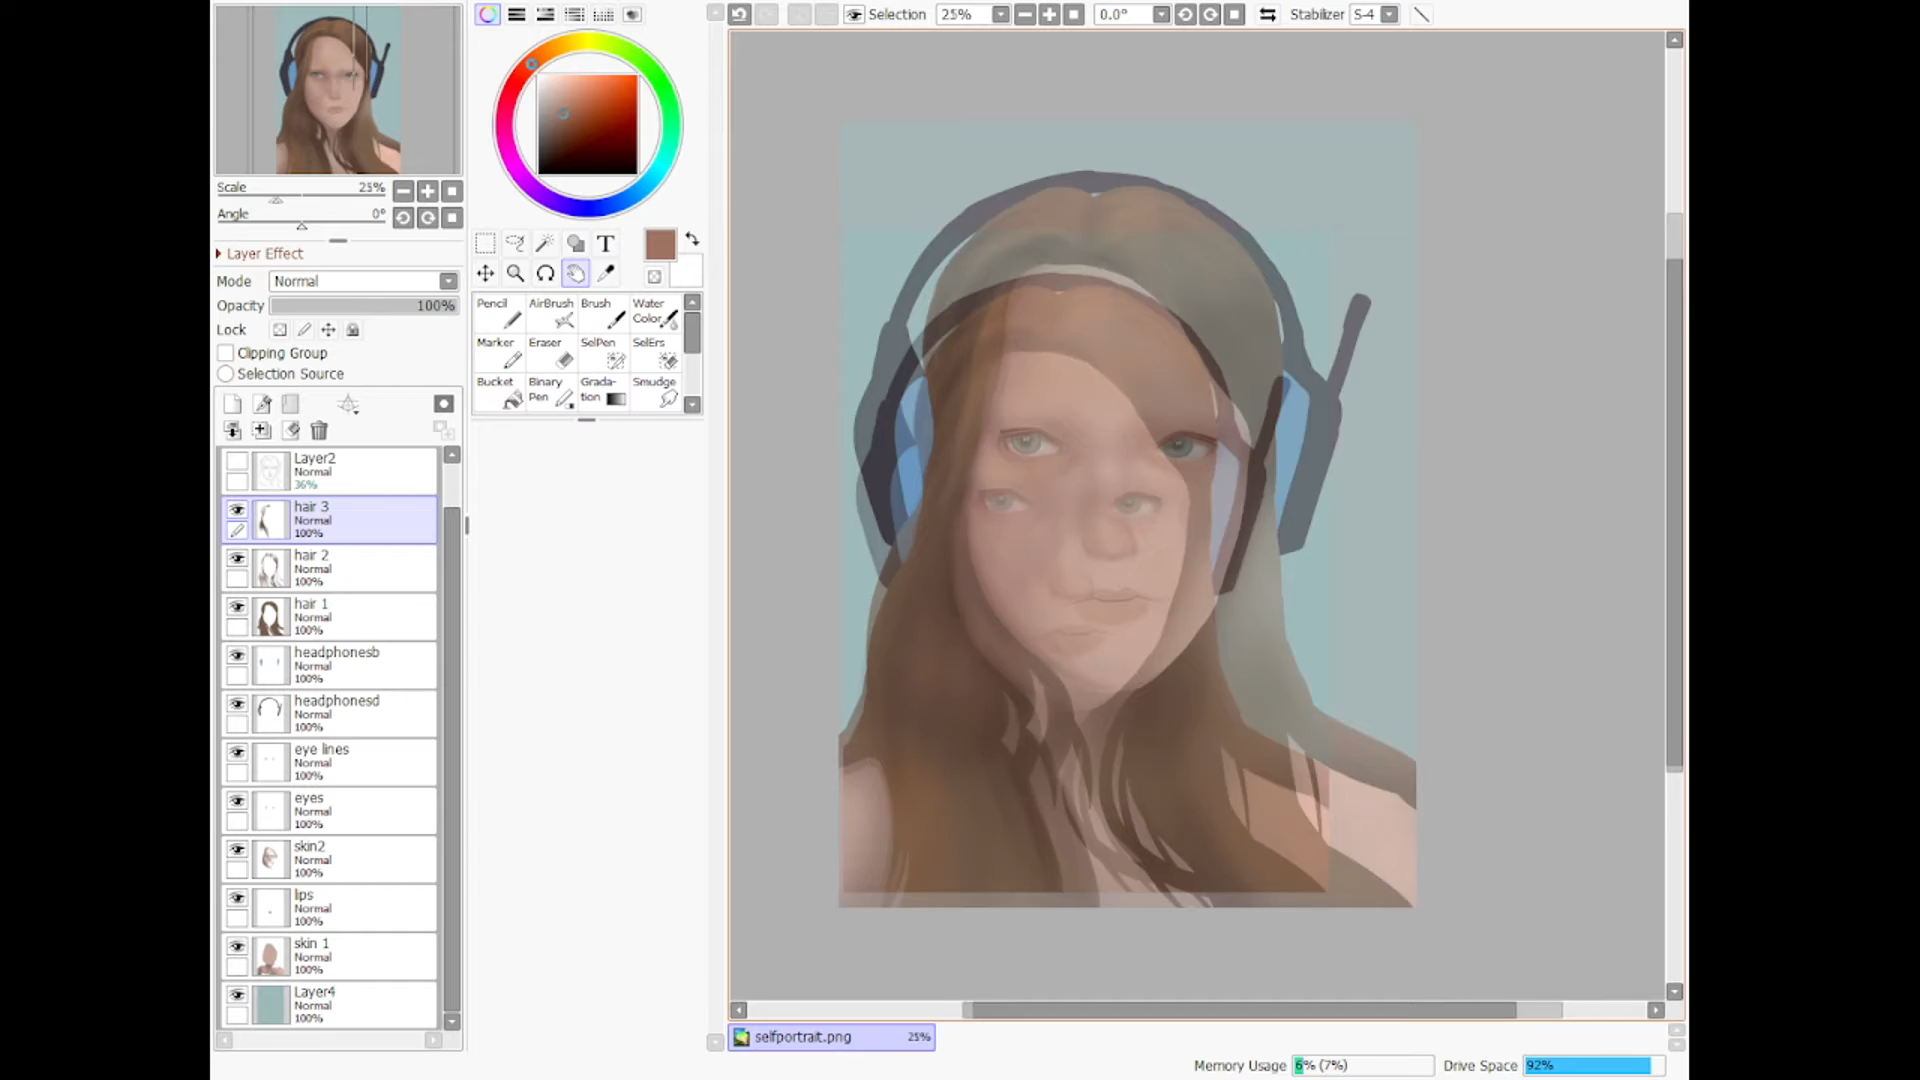 Selection 25% 0.0° Stabilizer S-4
Scale 25%
Angle 0°
Layer Effect
Mode Normal
Opacity 100%
Lock
Clipping Group
Selection Source
T
Pencil AirBrush Brush Water Color
Marker Eraser SelPen SelErs
Bucket Binary Pen Grada-tion Smudge
Layer2
Normal
36%
hair 3
Normal
100%
hair 2
Normal
100%
hair 1
Normal
100%
headphonesb
Normal
100%
headphonesd
Normal
100%
eye lines
Normal
100%
eyes
Normal
100%
skin2
Normal
100%
lips
Normal
100%
skin 1
Normal
100%
Layer4
Normal
100%
selfportrait.png 25%
Memory Usage 6% (7%) Drive Space 92%